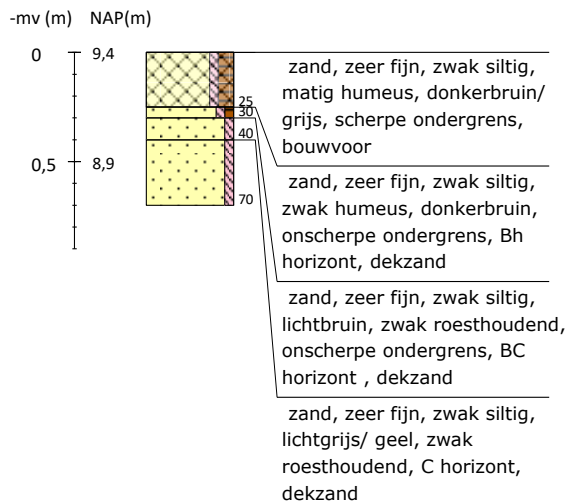 -mv (m) NAP(m)
0 9,4
25
30
40
0,5 8,9
70
zand, zeer fijn, zwak siltig,
matig humeus, donkerbruin/
grijs, scherpe ondergrens,
bouwvoor
zand, zeer fijn, zwak siltig,
zwak humeus, donkerbruin,
onscherpe ondergrens, Bh
horizont, dekzand
zand, zeer fijn, zwak siltig,
lichtbruin, zwak roesthoudend,
onscherpe ondergrens, BC
horizont , dekzand
zand, zeer fijn, zwak siltig,
lichtgrijs/ geel, zwak
roesthoudend, C horizont,
dekzand